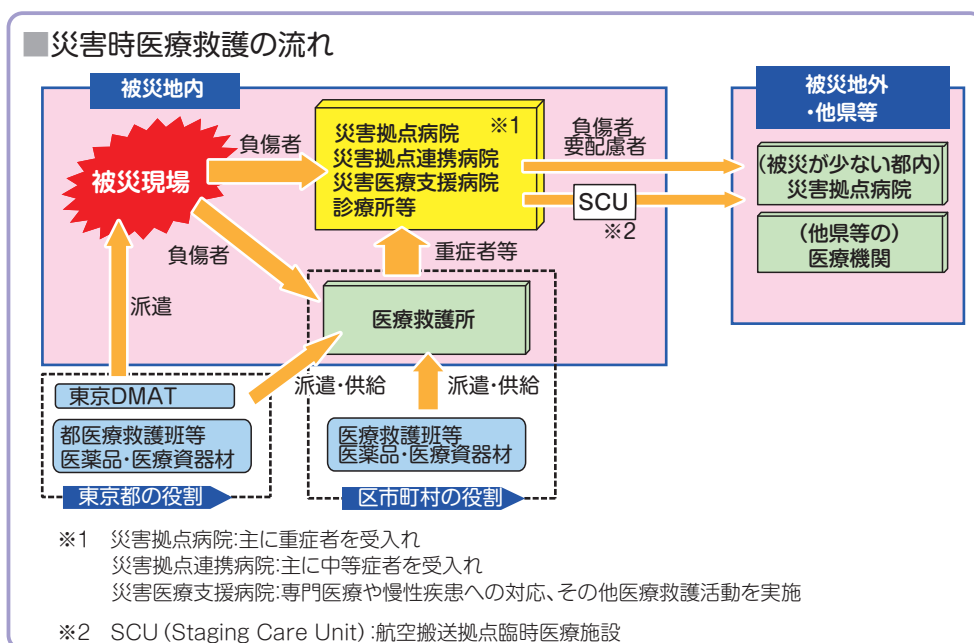 ■災害時医療救護の流れ
被災地内
被災地外
・他県等
被災現場
負傷者
災害拠点病院 ※1
災害拠点連携病院
災害医療支援病院
診療所等
負傷者
要配慮者
SCU
※2
(被災が少ない都内)
災害拠点病院
(他県等の)
医療機関
負傷者
重症者等
派遣
医療救護所
派遣・供給
派遣・供給
東京DMAT
都医療救護班等
医薬品・医療資器材
医療救護班等
医薬品・医療資器材
東京都の役割
区市町村の役割
※1 災害拠点病院:主に重症者を受入れ
災害拠点連携病院:主に中等症者を受入れ
災害医療支援病院:専門医療や慢性疾患への対応、その他医療救護活動を実施
※2 SCU(Staging Care Unit):航空搬送拠点臨時医療施設